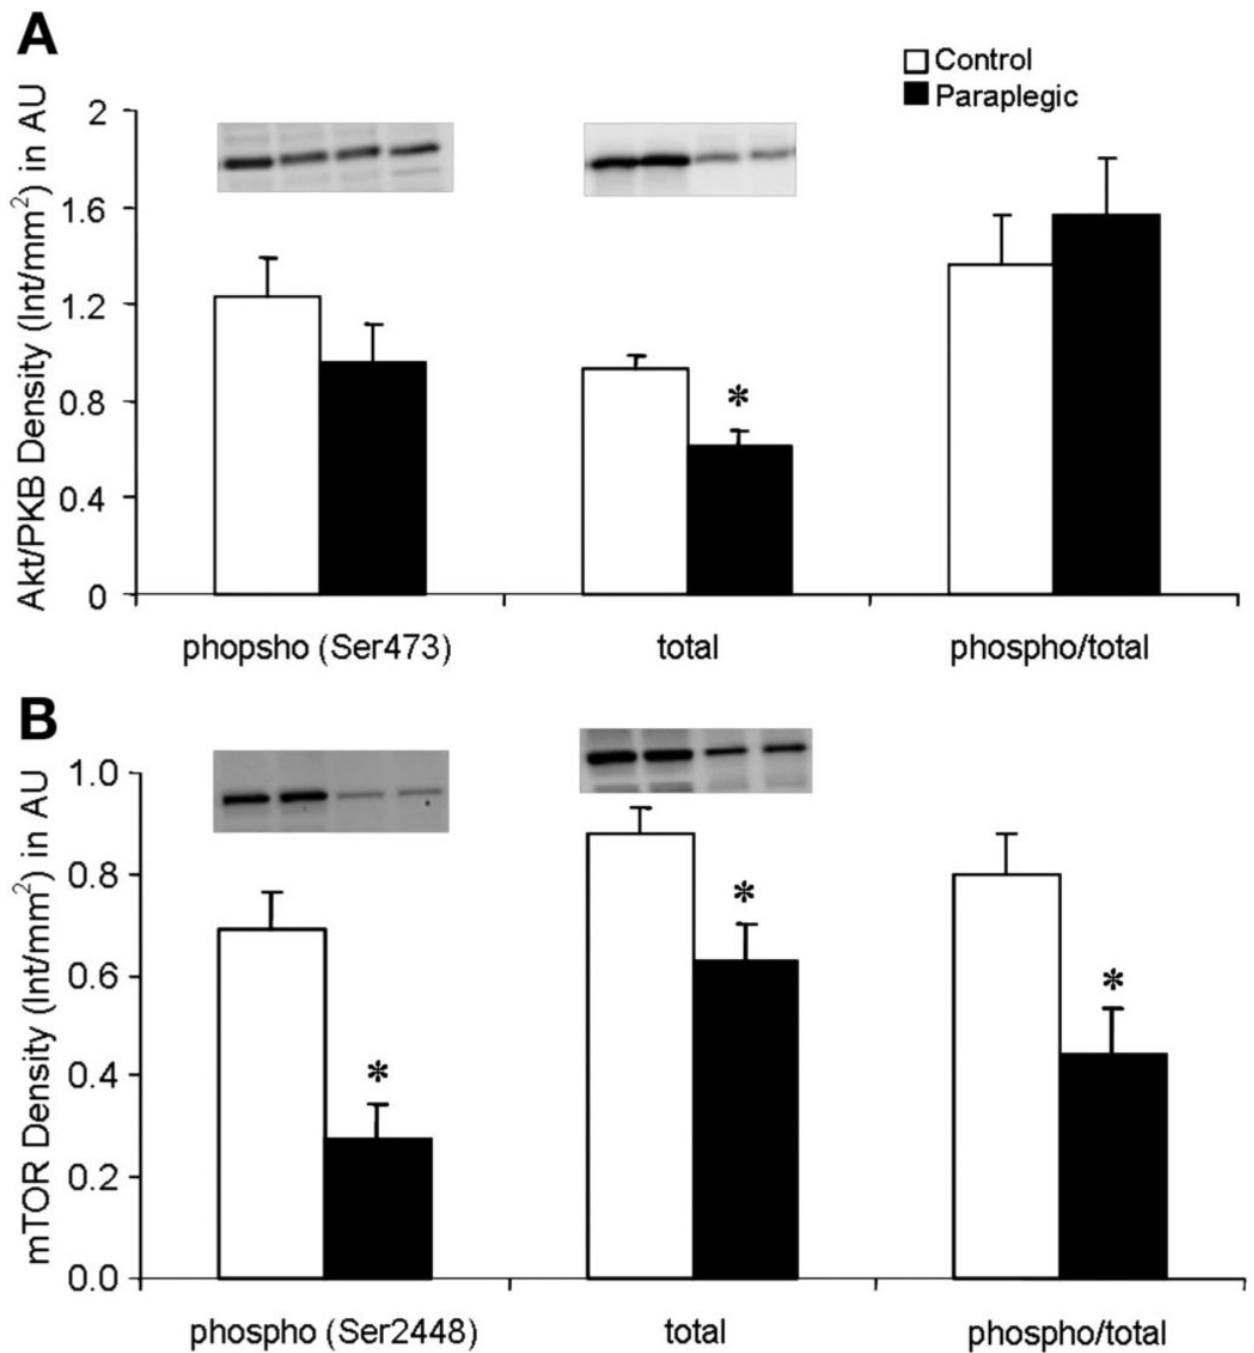 A
Control
Paraplegic
Akt/PKB Density (Int/mm²) in AU
2
1.6
1.2
0.8
0.4
0
*
phopsho (Ser473) total phospho/total
B
mTOR Density (Int/mm²) in AU
1.0
0.8
0.6
0.4
0.2
0.0
*
*
*
phospho (Ser2448) total phospho/total